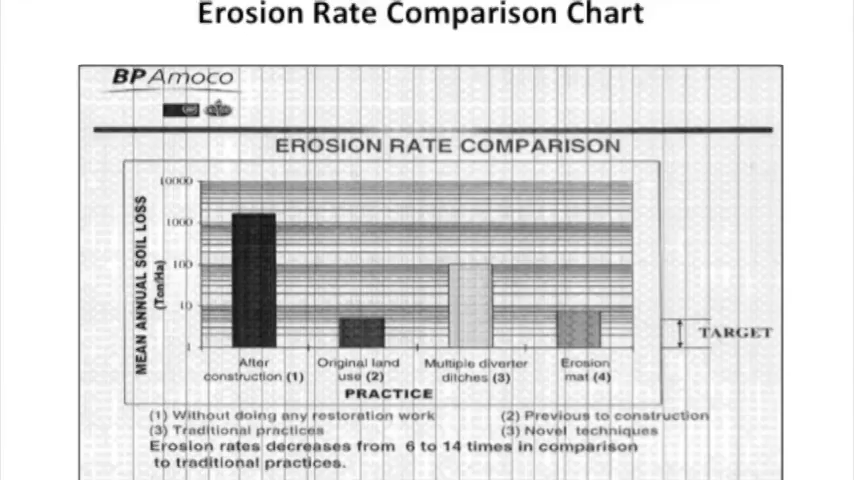 Erosion Rate Comparison Chart
BPAmoco
EROSION RATE COMPARISON
MEAN ANNUAL SOIL LOSS
(Ton/Ha)
10000
1000
100
10
1
TARGET
After construction (1)
Original land use (2)
Multiple diverter ditches (3)
Erosion mat (4)
PRACTICE
(1) Without doing any restoration work (2) Previous to construction
(3) Traditional practices (3) Novel techniques
Erosion rates decreases from 6 to 14 times in comparison
to traditional practices.